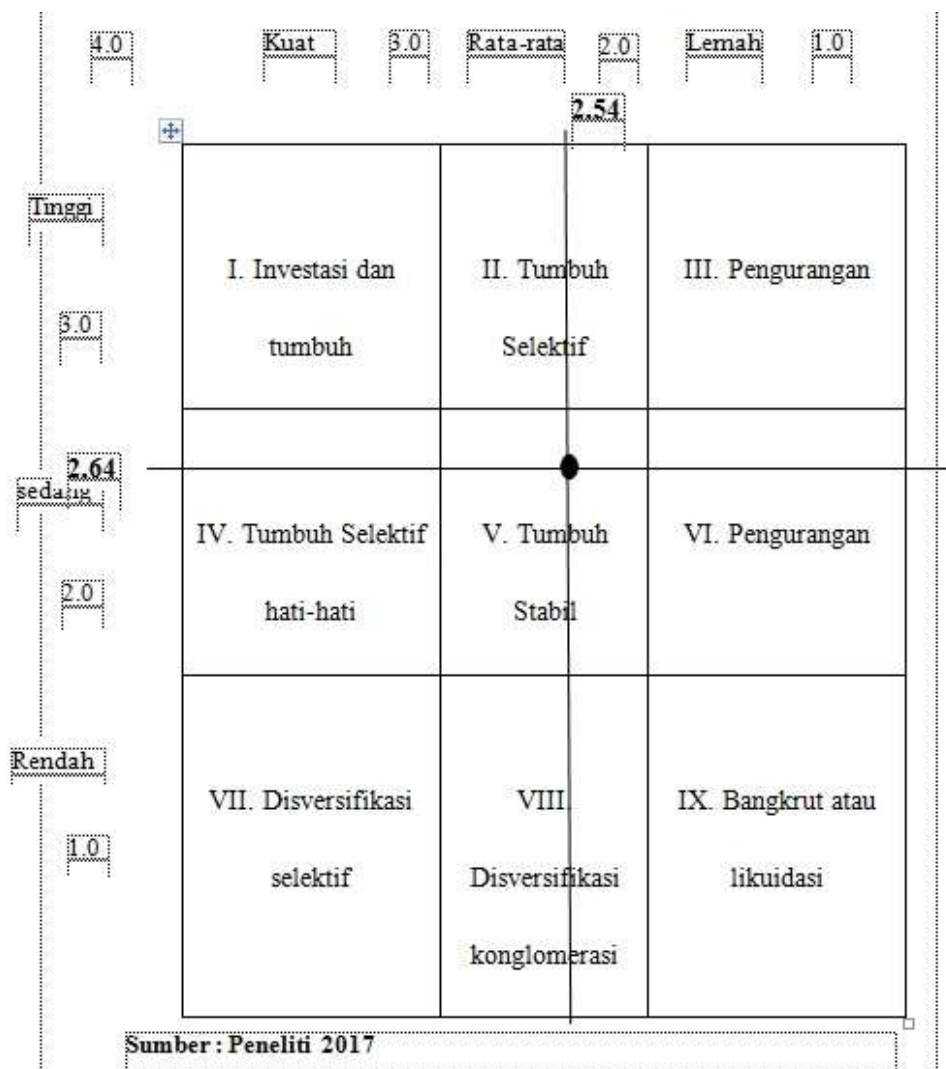 4.0 Kuat 3.0 Rata-rata 2.0 Lemah 1.0
2.54
Tinggi
I. Investasi dan
tumbuh
II. Tumbuh
Selektif
III. Pengurangan
3.0
2.64
sedang
IV. Tumbuh Selektif
hati-hati
V. Tumbuh
Stabil
VI. Pengurangan
2.0
Rendah
VII. Disversifikasi
selektif
VIII.
Disversifikasi
konglomerasi
IX. Bangkrut atau
likuidasi
1.0
Sumber : Peneliti 2017